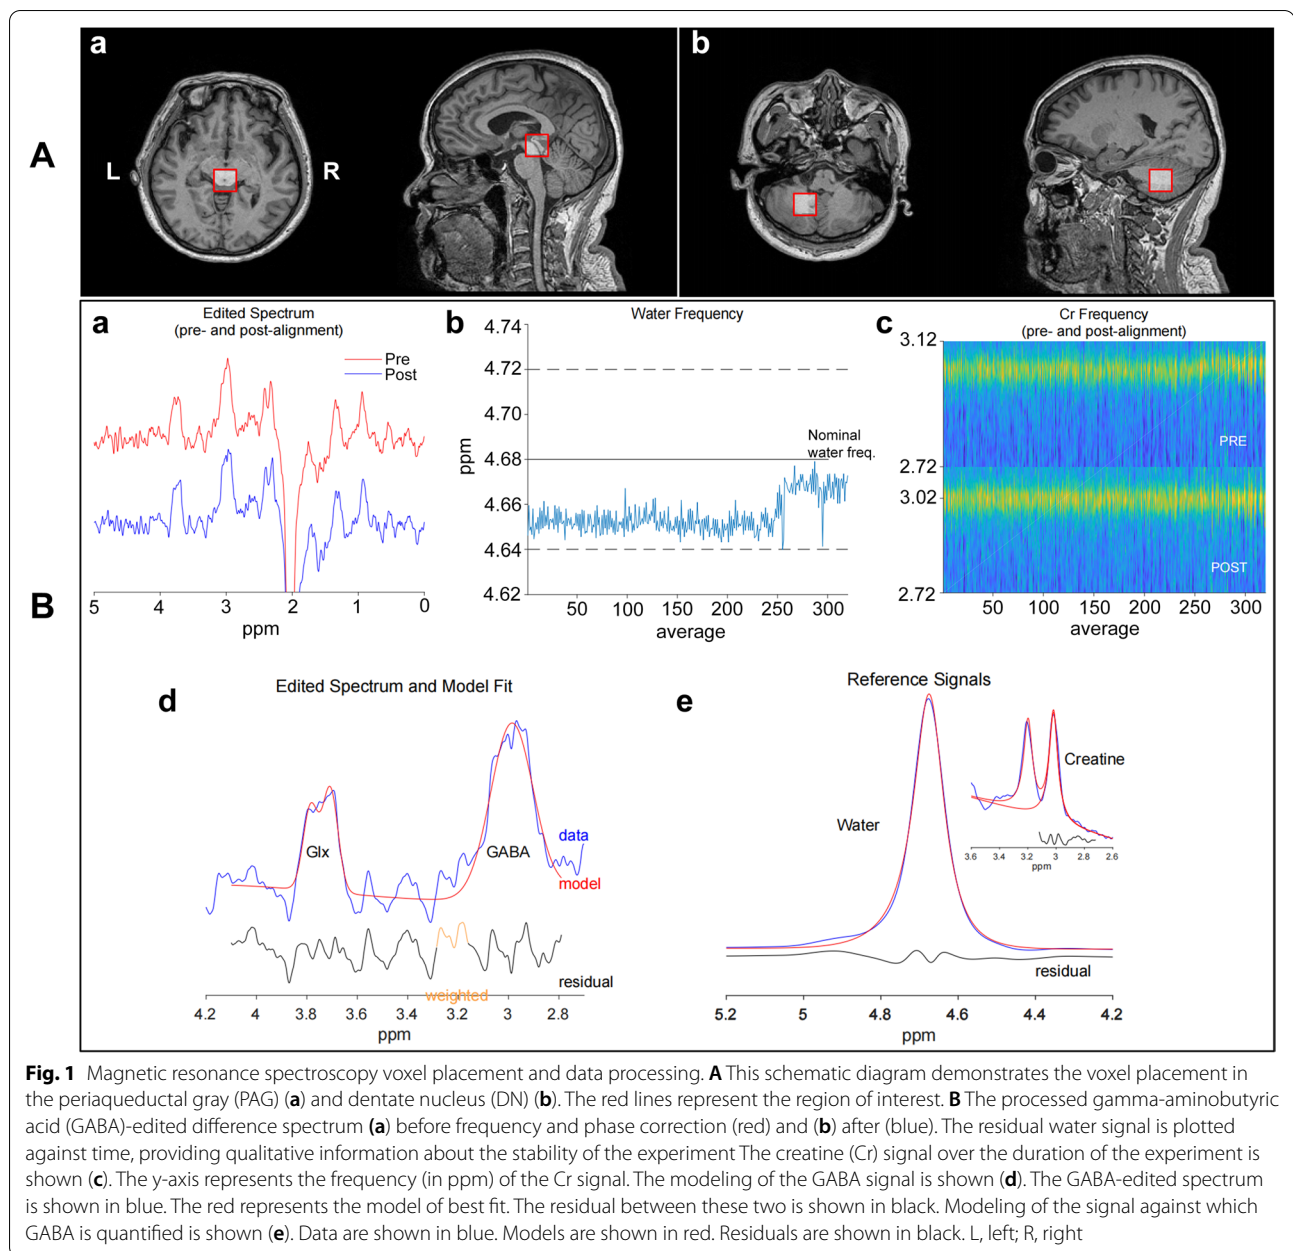 a
b
A
L
R
B
a
Edited Spectrum
(pre- and post-alignment)
Pre
Post
5 4 3 2 1 0
ppm
b
Water Frequency
4.74
4.72
4.70
4.68
4.66
4.64
4.62
ppm
Nominal
water freq.
50 100 150 200 250 300
average
c
Cr Frequency
(pre- and post-alignment)
3.12
PRE
2.72
3.02
POST
2.72
50 100 150 200 250 300
average
d
Edited Spectrum and Model Fit
Glx
GABA
data
model
residual
weighted
4.2 4 3.8 3.6 3.4 3.2 3 2.8
ppm
e
Reference Signals
Water
Creatine
3.6 3.4 3.2 3 2.8 2.6
ppm
residual
5.2 5 4.8 4.6 4.4 4.2
ppm
Fig. 1 Magnetic resonance spectroscopy voxel placement and data processing. A This schematic diagram demonstrates the voxel placement in
the periaqueductal gray (PAG) (a) and dentate nucleus (DN) (b). The red lines represent the region of interest. B The processed gamma-aminobutyric
acid (GABA)-edited difference spectrum (a) before frequency and phase correction (red) and (b) after (blue). The residual water signal is plotted
against time, providing qualitative information about the stability of the experiment The creatine (Cr) signal over the duration of the experiment is
shown (c). The y-axis represents the frequency (in ppm) of the Cr signal. The modeling of the GABA signal is shown (d). The GABA-edited spectrum
is shown in blue. The red represents the model of best fit. The residual between these two is shown in black. Modeling of the signal against which
GABA is quantified is shown (e). Data are shown in blue. Models are shown in red. Residuals are shown in black. L, left; R, right